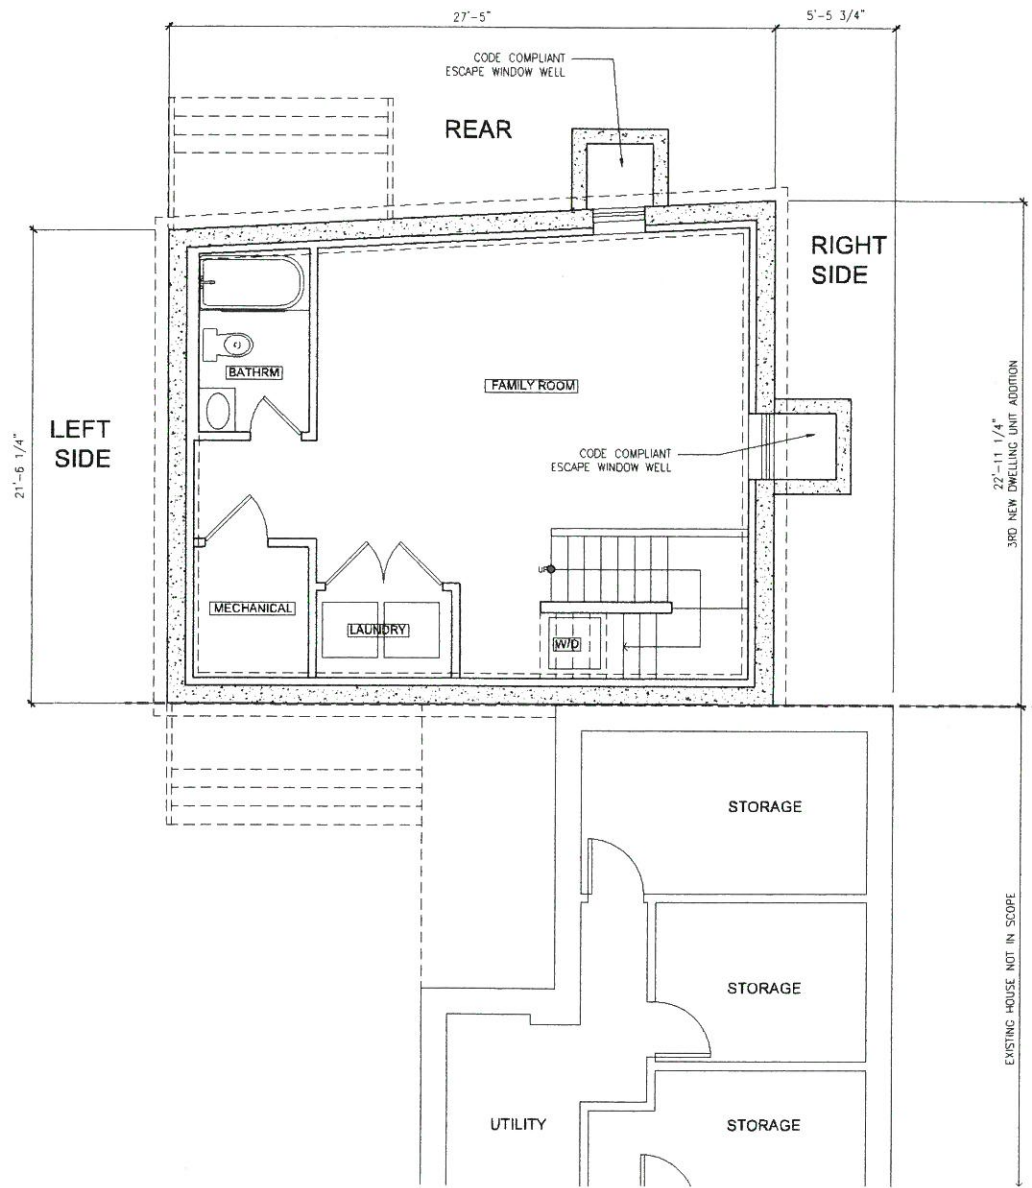 27'-5"
5'-5 3/4"
CODE COMPLIANT
ESCAPE WINDOW WELL
REAR
RIGHT
SIDE
BATHRM
FAMILY ROOM
LEFT
SIDE
21'-6 1/4"
CODE COMPLIANT
ESCAPE WINDOW WELL
22'-11 1/4"
3RD NEW DWELLING UNIT ADDITION
UP
MECHANICAL
LAUNDRY
W/D
STORAGE
STORAGE
EXISTING HOUSE NOT IN SCOPE
UTILITY
STORAGE